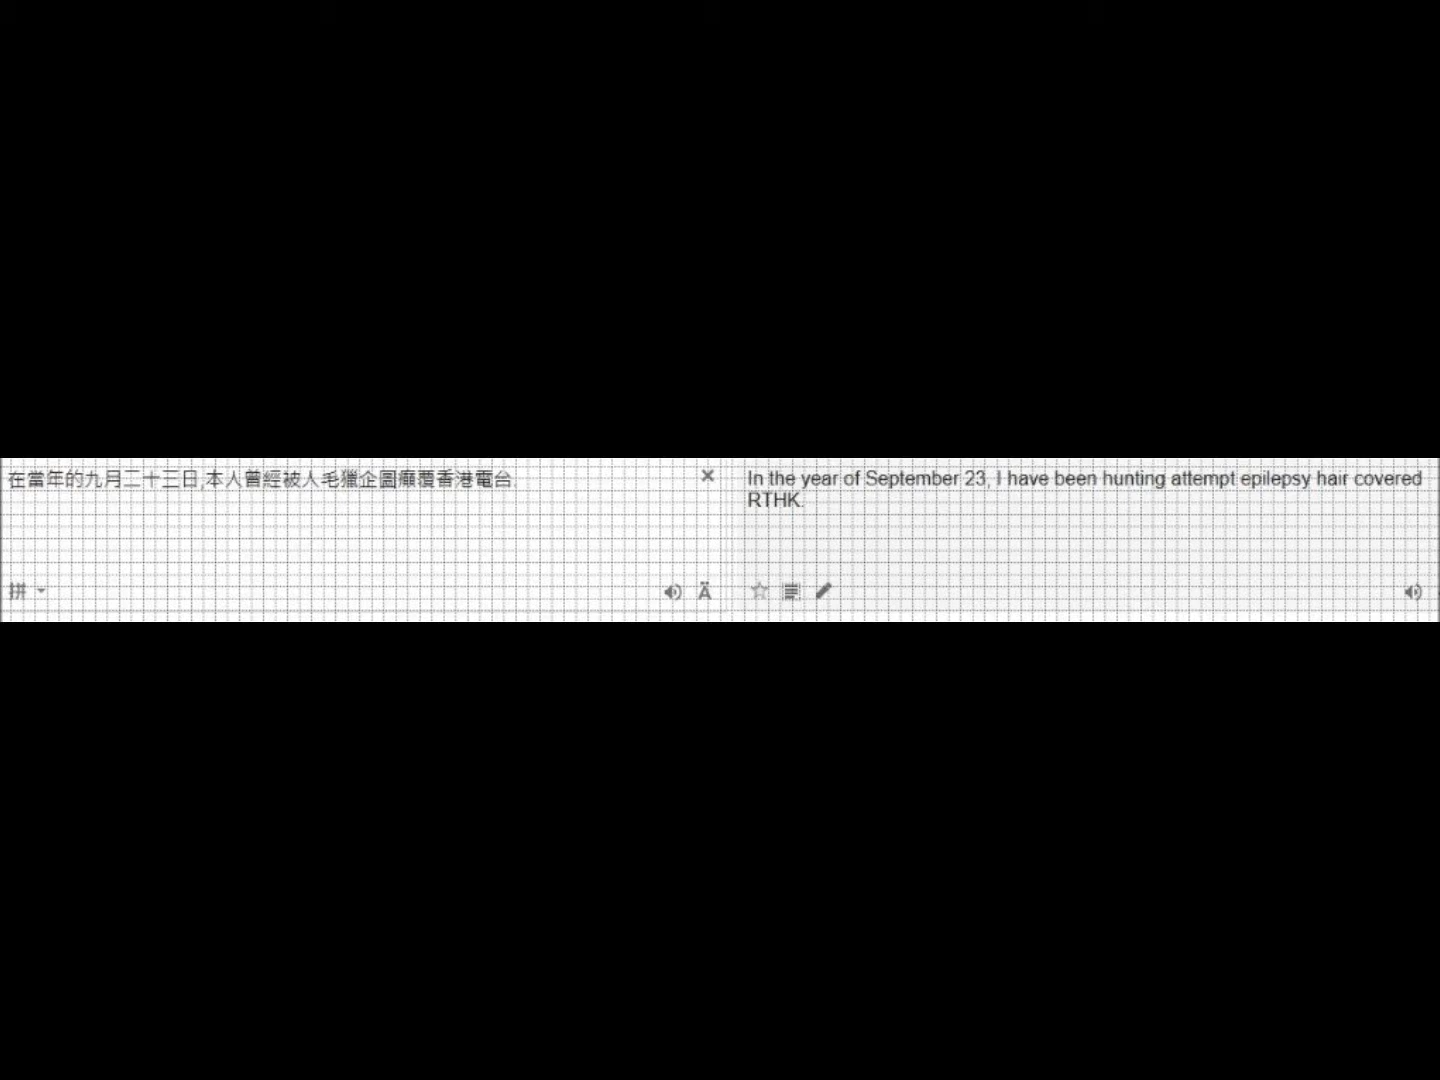 在當年的九月二十三日,本人曾經被人毛獵企圖癲覆香港電台.
In the year of September 23, I have been hunting attempt epilepsy hair covered
RTHK.
拼
Ä